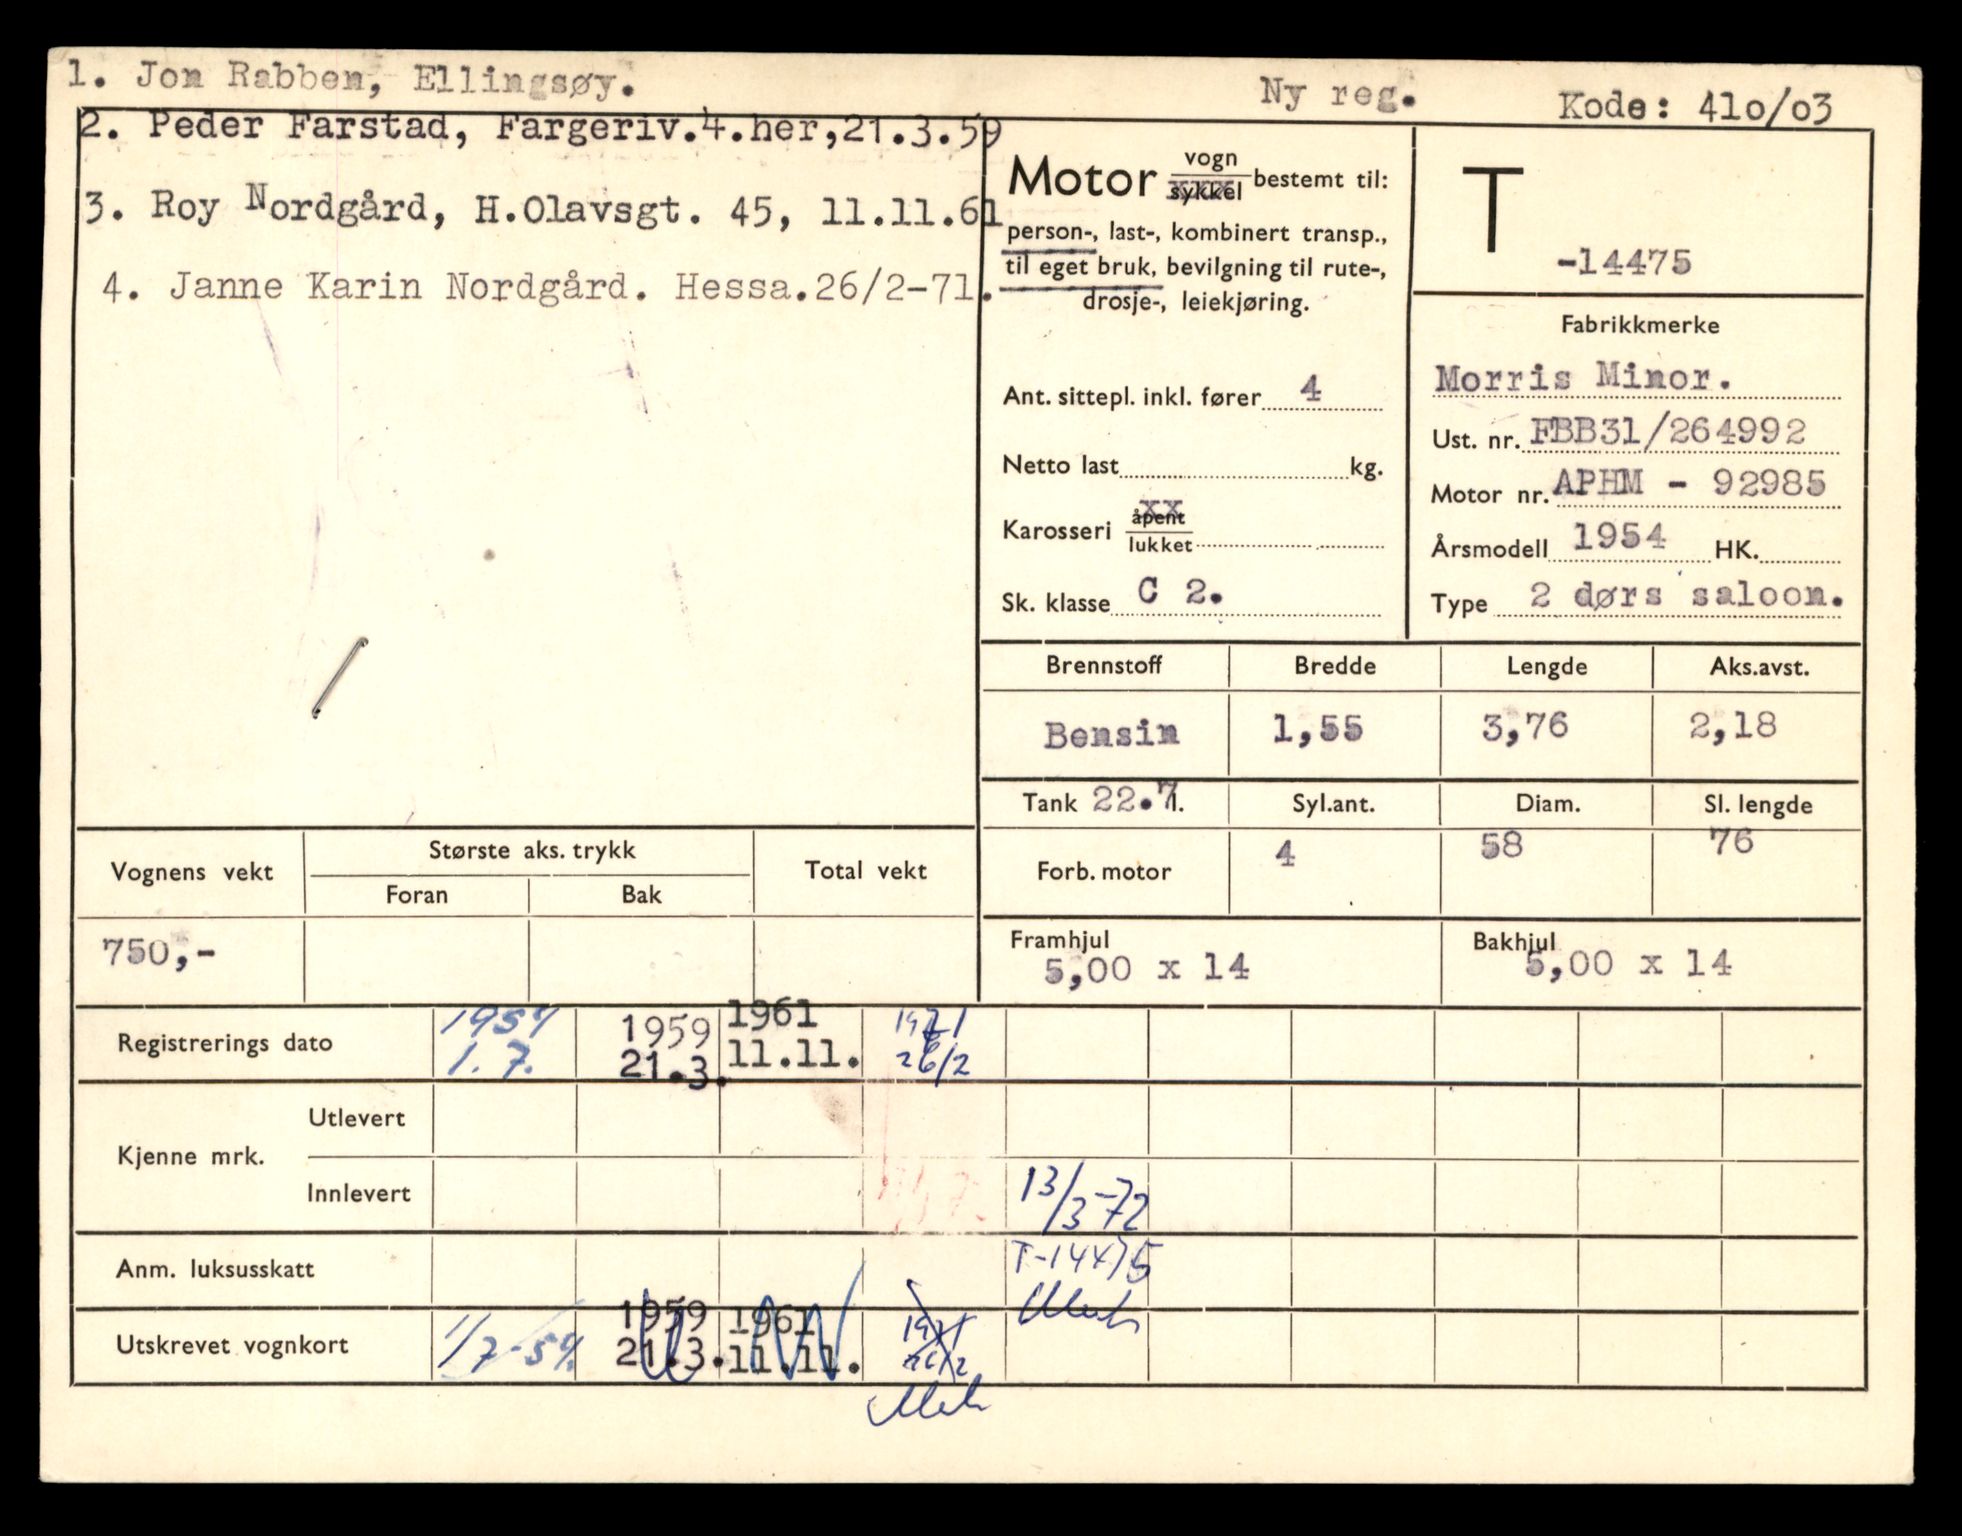 1. Jon Rabben, Ellingsøy.
Ny reg.
Kode: 41o/o3
2. Peder Farstad, Fargeriv.4.her,21.3.59
3. Roy Nordgård, H.Olavsgt. 45, 11.11.61
4. Janne Karin Nordgård. Hessa.26/2-71.
Motor vogn
sykkel bestemt til:
person-, last-, kombinert transp.,
til eget bruk, bevilgning til rute-,
drosje-, leiekjøring.
Ant. sittepl. inkl. fører 4
Netto last kg.
Karosseri åpent
lukket
Sk. klasse C 2.
T
-14475
Fabrikkmerke
Morris Minor.
Ust. nr. FBB31/264992
Motor nr. APHM - 92985
Årsmodell 1954 HK.
Type 2 dørs saloon.
Brennstoff Bredde Lengde Aks.avst.
Bensin 1,55 3,76 2,18
Tank 22.7 l. Syl.ant. Diam. Sl. lengde
Forb. motor 4 58 76
Framhjul
5,00 x 14
Bakhjul
5,00 x 14
Vognens vekt Største aks. trykk Total vekt
Foran Bak
750,-
Registrerings dato 1954 1959 1961 1971
1. 7. 21.3. 11.11. 26/2
Kjenne mrk.
Utlevert
Innlevert 13/3-72
Anm. luksusskatt T-14475
Utskrevet vognkort 1/7-54. 1959 1961 1971
21.3. 11.11. 26/2